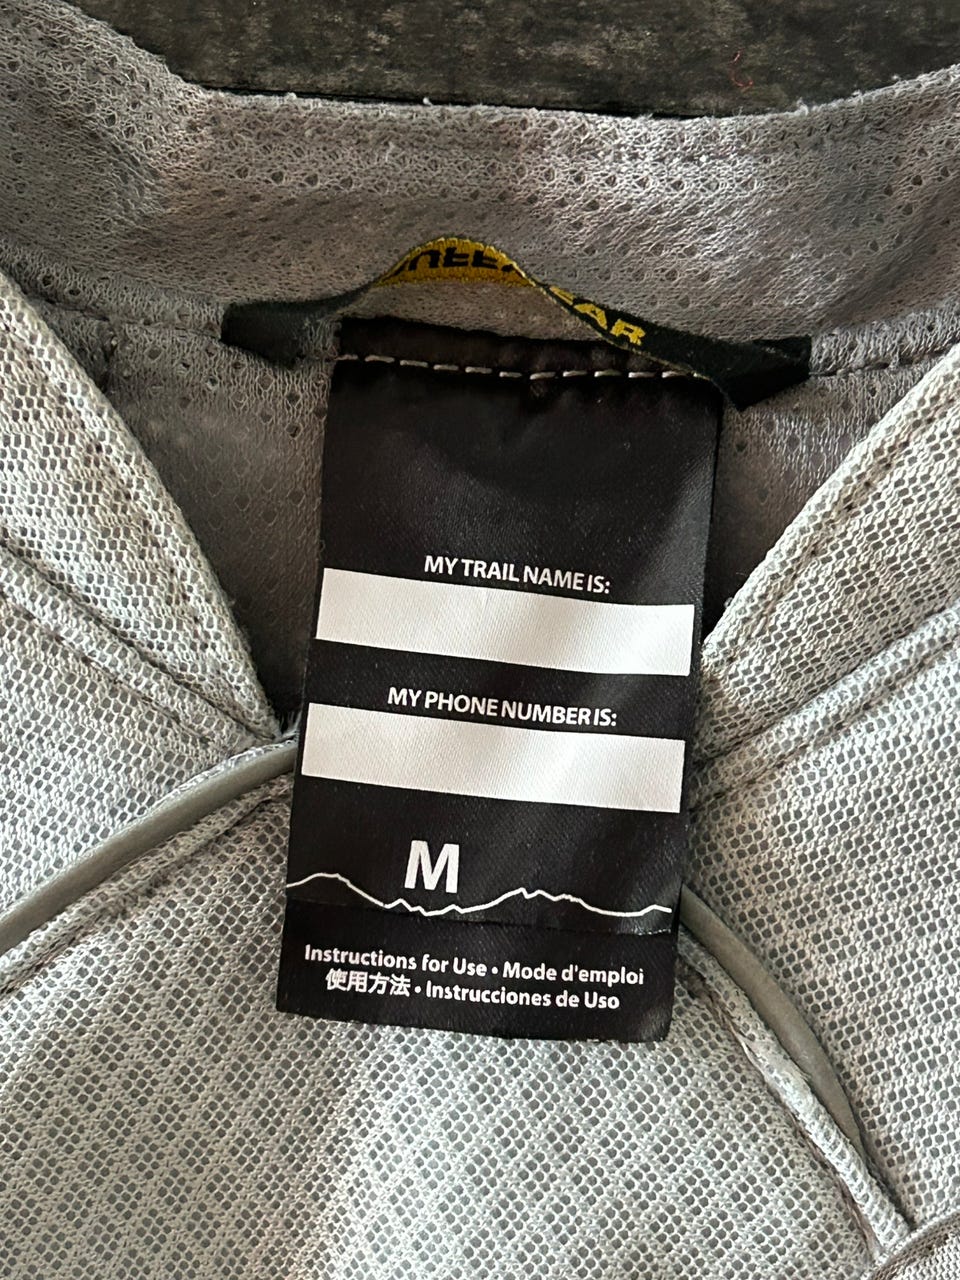 EAR
MY TRAIL NAME IS:
MY PHONE NUMBER IS:
M
Instructions for Use • Mode d'emploi
使用方法 • Instrucciones de Uso